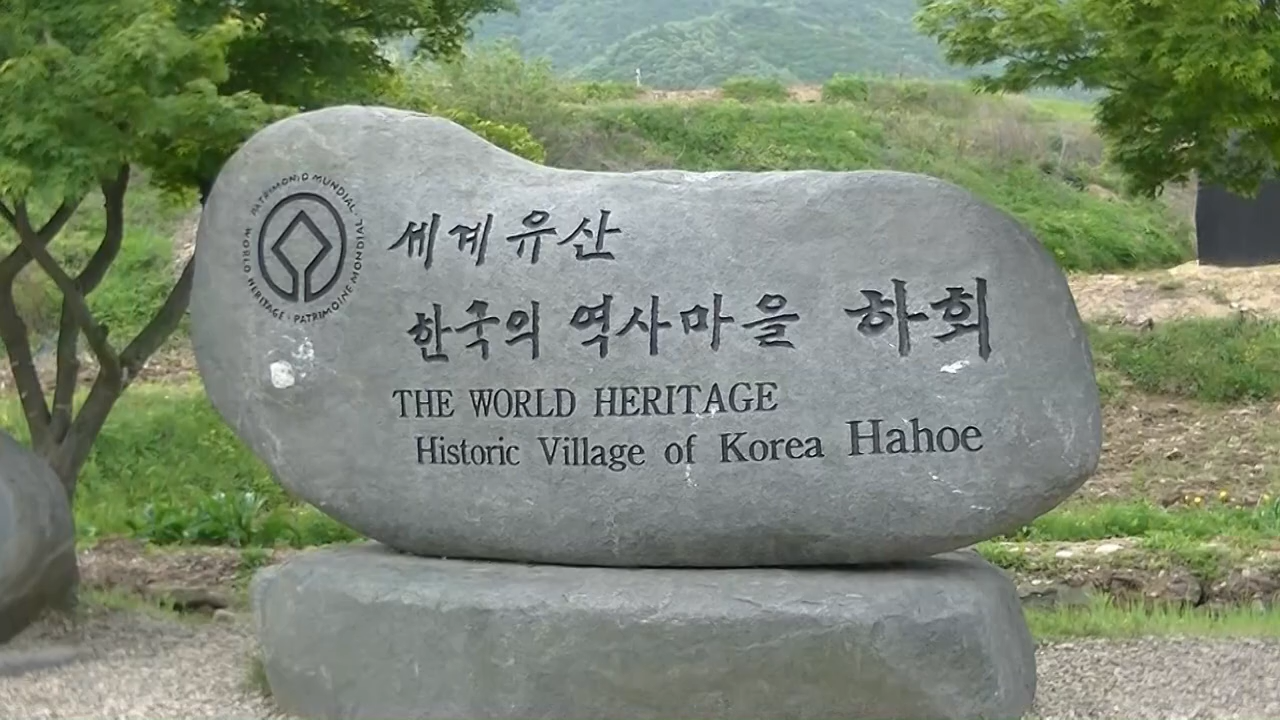 WORLD HERITAGE · PATRIMOINE MONDIAL · PATRIMONIO MUNDIAL ·
세계유산
한국의 역사마을 하회
THE WORLD HERITAGE
Historic Village of Korea Hahoe